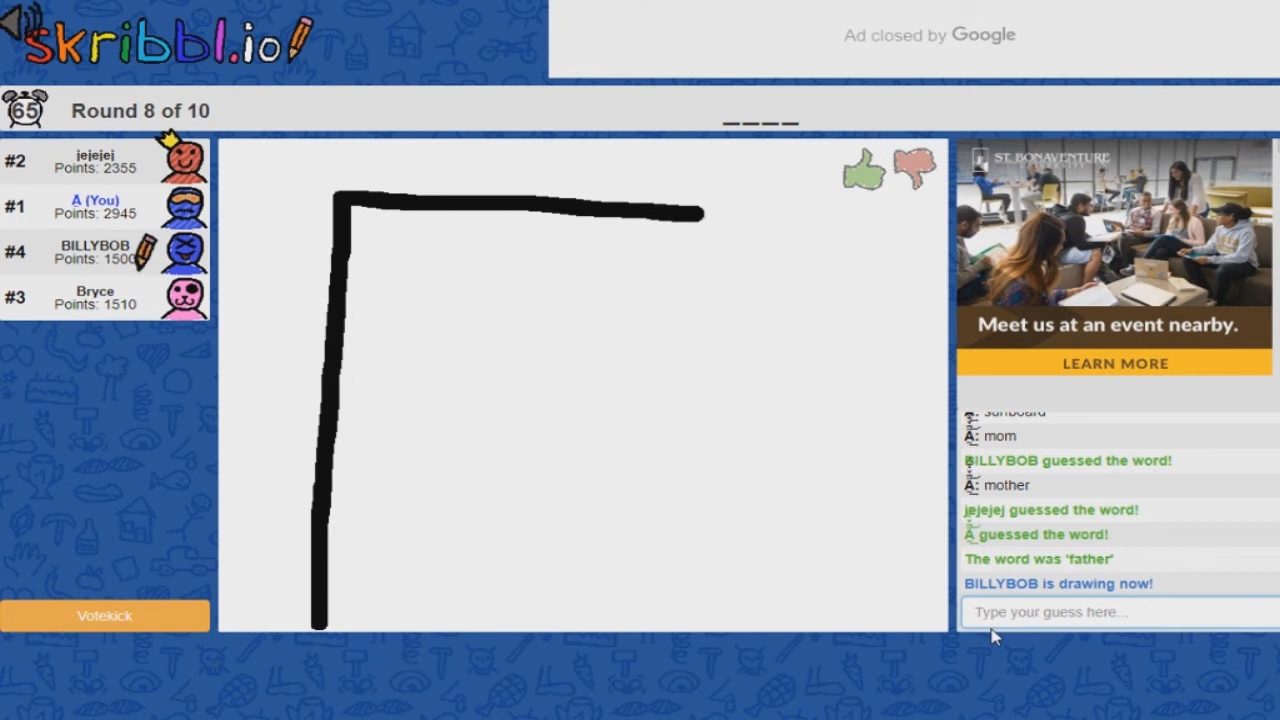 skribbl.io
Ad closed by Google
65
Round 8 of 10
____
#2
jejejej
Points: 2355
#1
A (You)
Points: 2945
#4
BILLYBOB
Points: 1500
#3
Bryce
Points: 1510
Votekick
ST. BONAVENTURE
UNIVERSITY
Meet us at an event nearby.
LEARN MORE
A: surfboard
A: mom
BILLYBOB guessed the word!
A: mother
jejejej guessed the word!
A guessed the word!
The word was 'father'
BILLYBOB is drawing now!
Type your guess here...